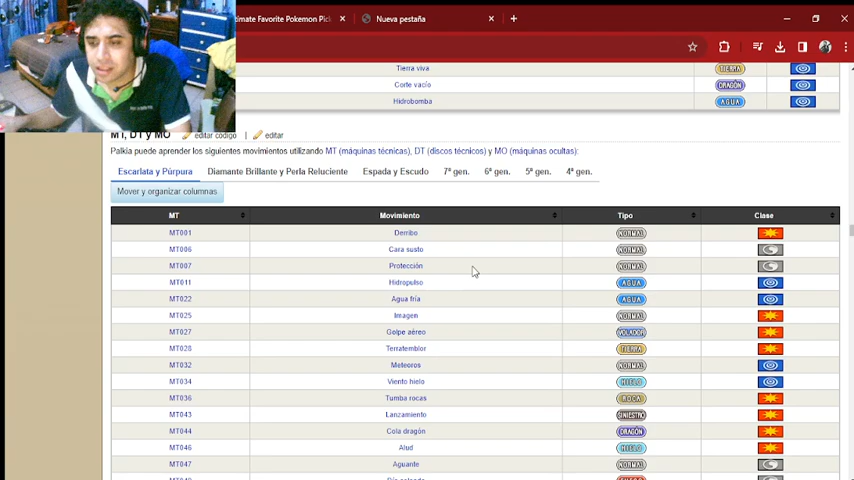 timate Favorite Pokemon Pick
Nueva pestaña
Tierra viva TIERRA
Corte vacío DRAGÓN
Hidrobomba AGUA
MT, DT y MO editar código | editar
Palkia puede aprender los siguientes movimientos utilizando MT (máquinas técnicas), DT (discos técnicos) y MO (máquinas ocultas):
Escarlata y Púrpura Diamante Brillante y Perla Reluciente Espada y Escudo 7ª gen. 6ª gen. 5ª gen. 4ª gen.
Mover y organizar columnas
MT Movimiento Tipo Clase
MT001 Derribo NORMAL
MT006 Cara susto NORMAL
MT007 Protección NORMAL
MT011 Hidropulso AGUA
MT022 Agua fría AGUA
MT025 Imagen NORMAL
MT027 Golpe aéreo VOLADOR
MT028 Terratemblor TIERRA
MT032 Meteoros NORMAL
MT034 Viento hielo HIELO
MT036 Tumba rocas ROCA
MT043 Lanzamiento SINIESTRO
MT044 Cola dragón DRAGÓN
MT046 Alud HIELO
MT047 Aguante NORMAL